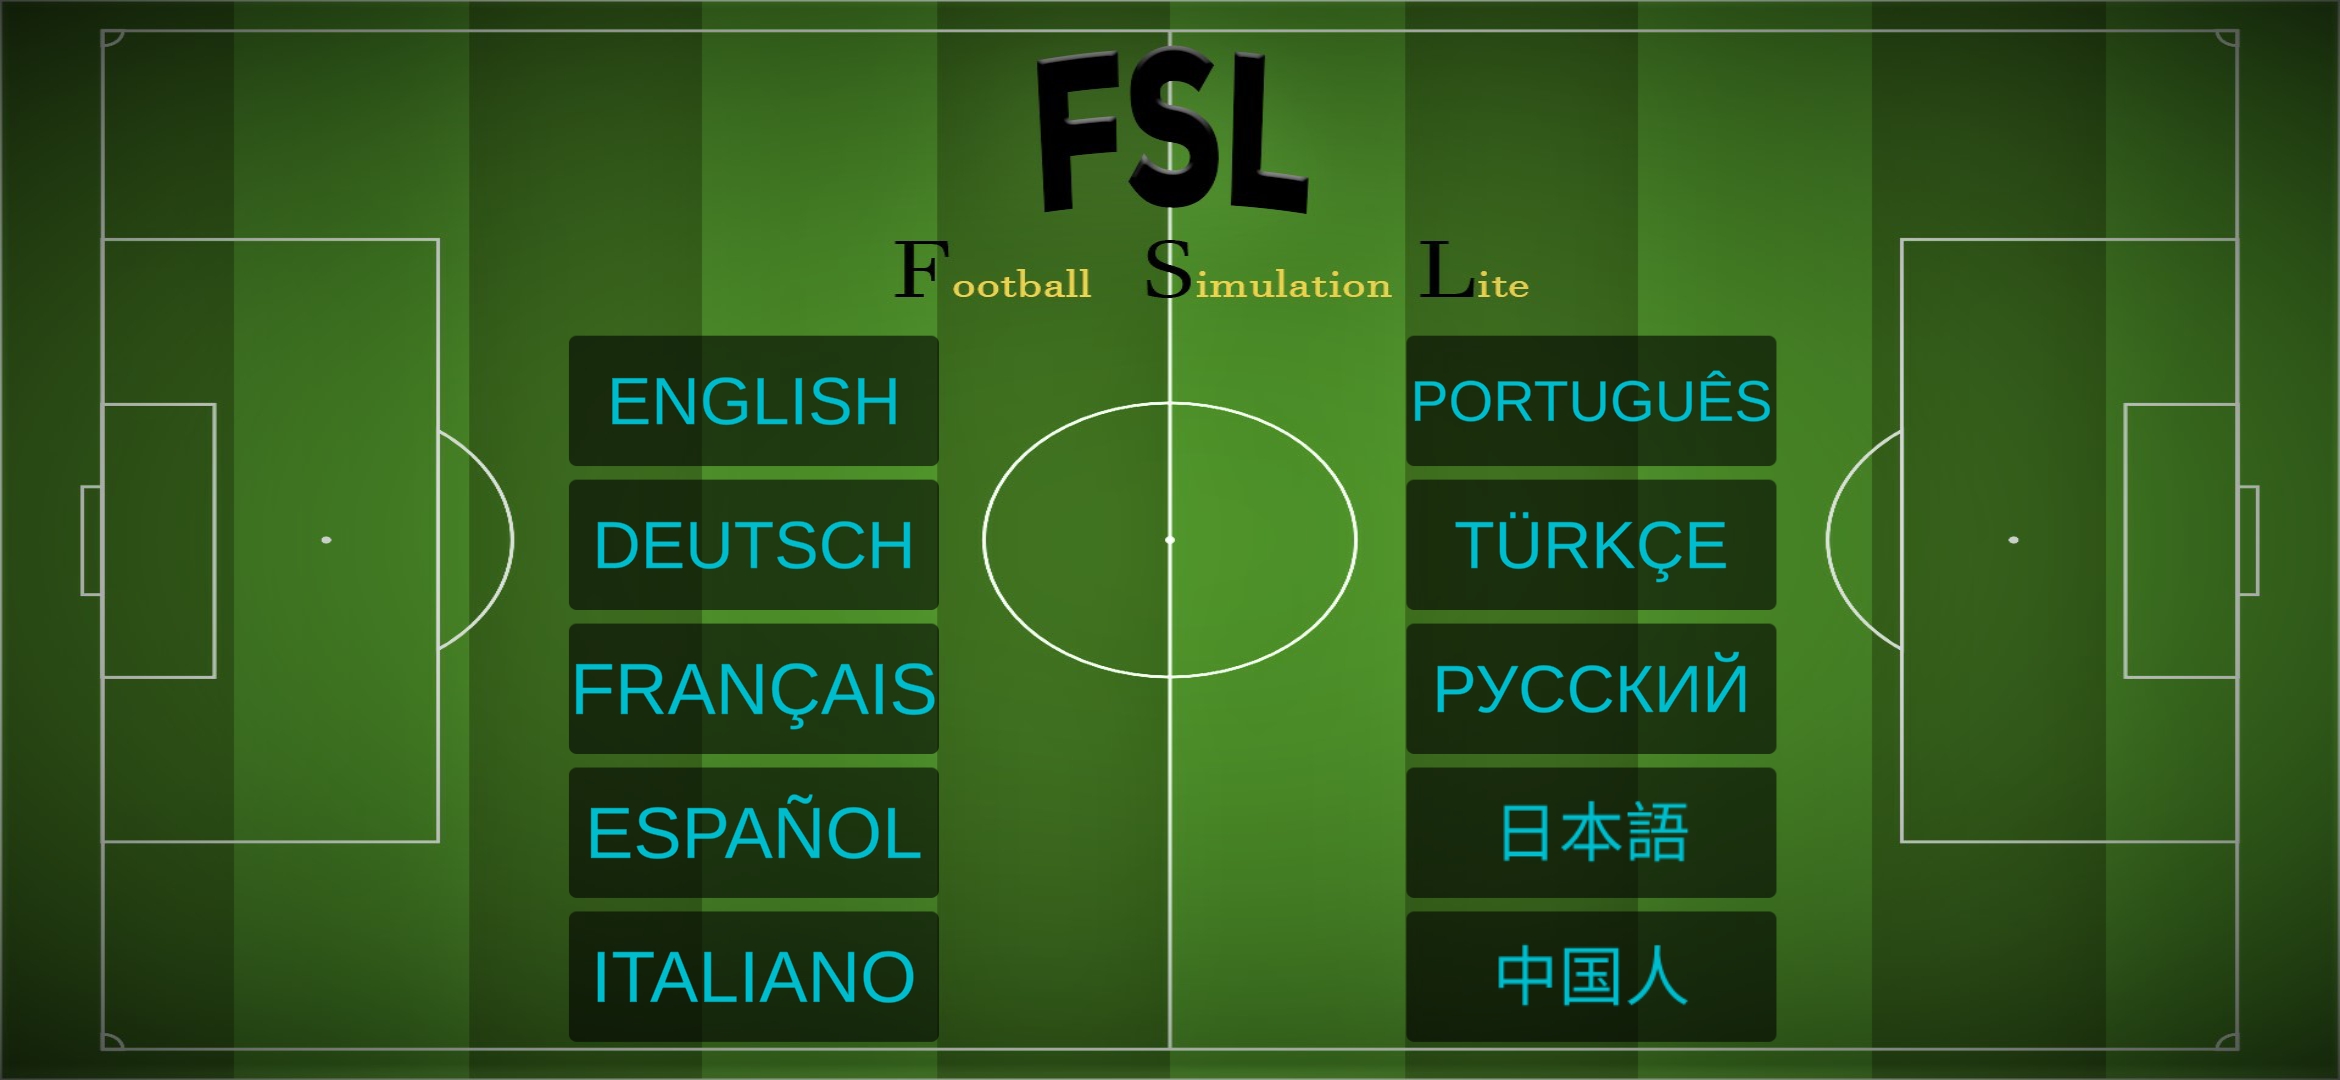 FSL
Football Simulation Lite
ENGLISH
DEUTSCH
FRANÇAIS
ESPAÑOL
ITALIANO
PORTUGUÊS
TÜRKÇE
РУССКИЙ
日本語
中国人